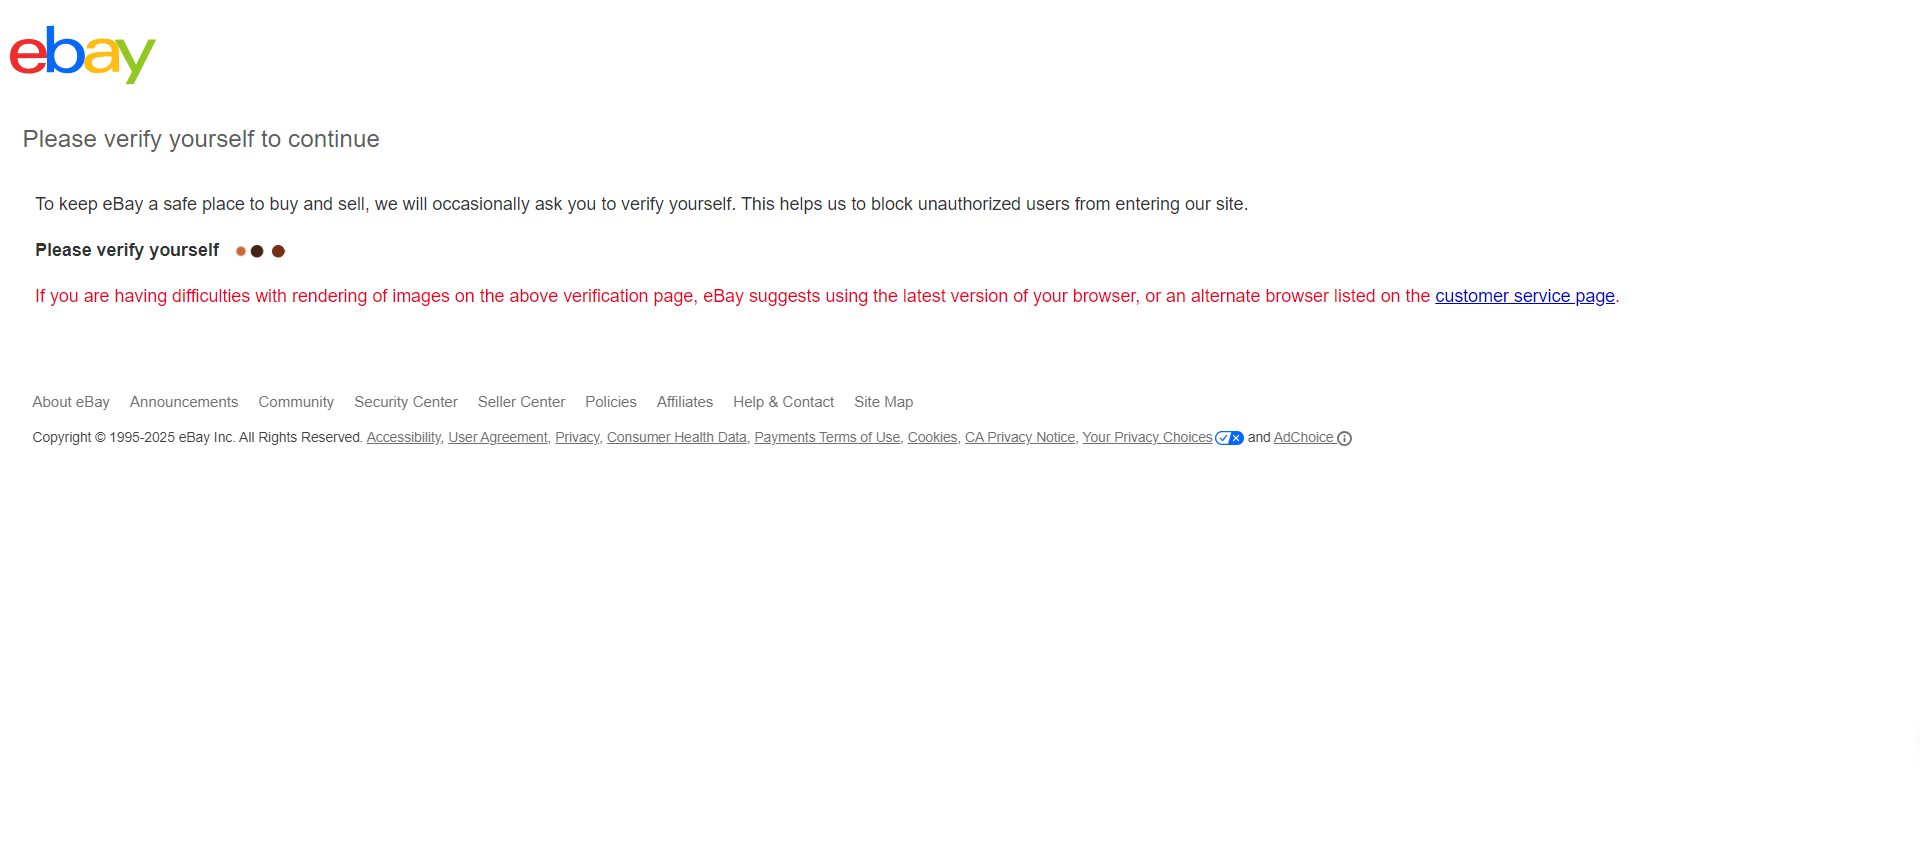 ebay
Please verify yourself to continue
To keep eBay a safe place to buy and sell, we will occasionally ask you to verify yourself. This helps us to block unauthorized users from entering our site.
Please verify yourself
If you are having difficulties with rendering of images on the above verification page, eBay suggests using the latest version of your browser, or an alternate browser listed on the customer service page.
About eBay Announcements Community Security Center Seller Center Policies Affiliates Help & Contact Site Map
Copyright © 1995-2025 eBay Inc. All Rights Reserved. Accessibility, User Agreement, Privacy, Consumer Health Data, Payments Terms of Use, Cookies, CA Privacy Notice, Your Privacy Choices and AdChoice